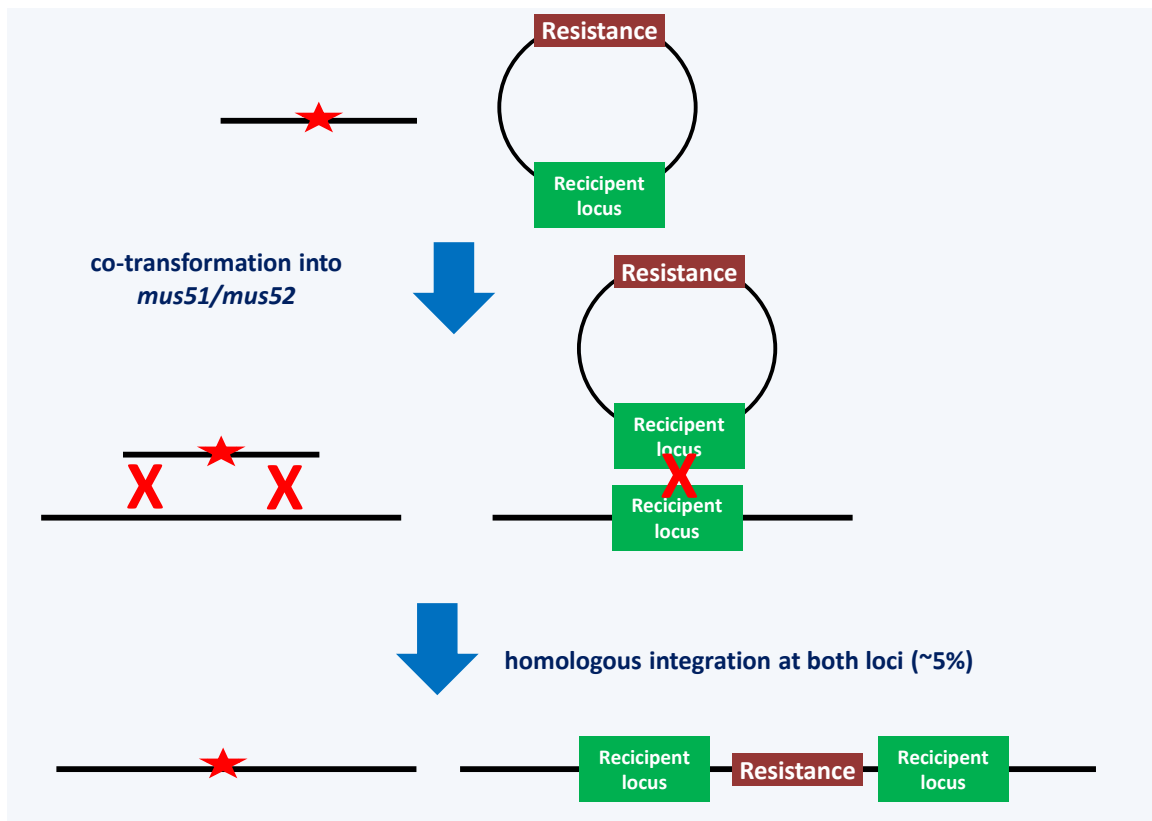 Resistance
Recicipent
locus
co-transformation into
mus51/mus52
Resistance
Recicipent
locus
Recicipent
locus
X
X
X
homologous integration at both loci (~5%)
Recicipent
locus
Resistance
Recicipent
locus